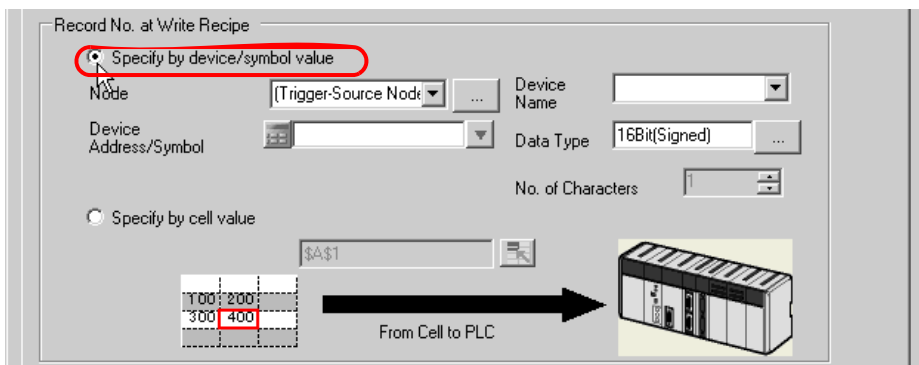 Record No. at Write Recipe
Specify by device/symbol value
Node
(Trigger-Source Node
...
Device
Name
Device
Address/Symbol
Data Type
16Bit(Signed)
...
No. of Characters
1
Specify by cell value
$A$1
100 200
300 400
From Cell to PLC